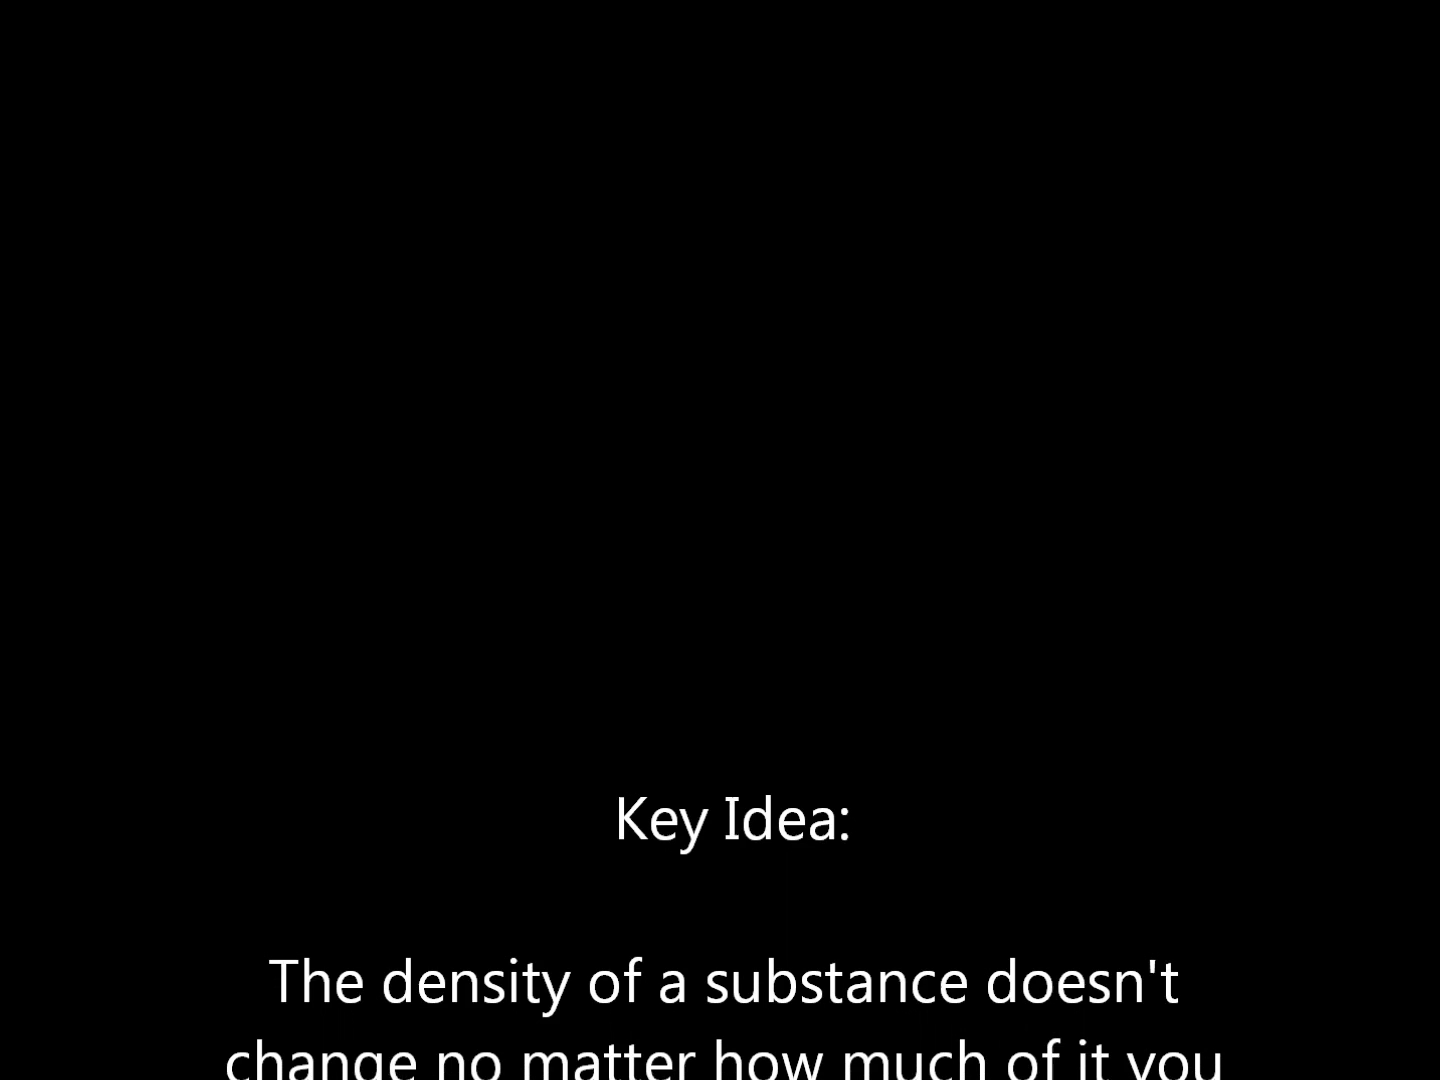 Key Idea:
The density of a substance doesn't
change no matter how much of it you